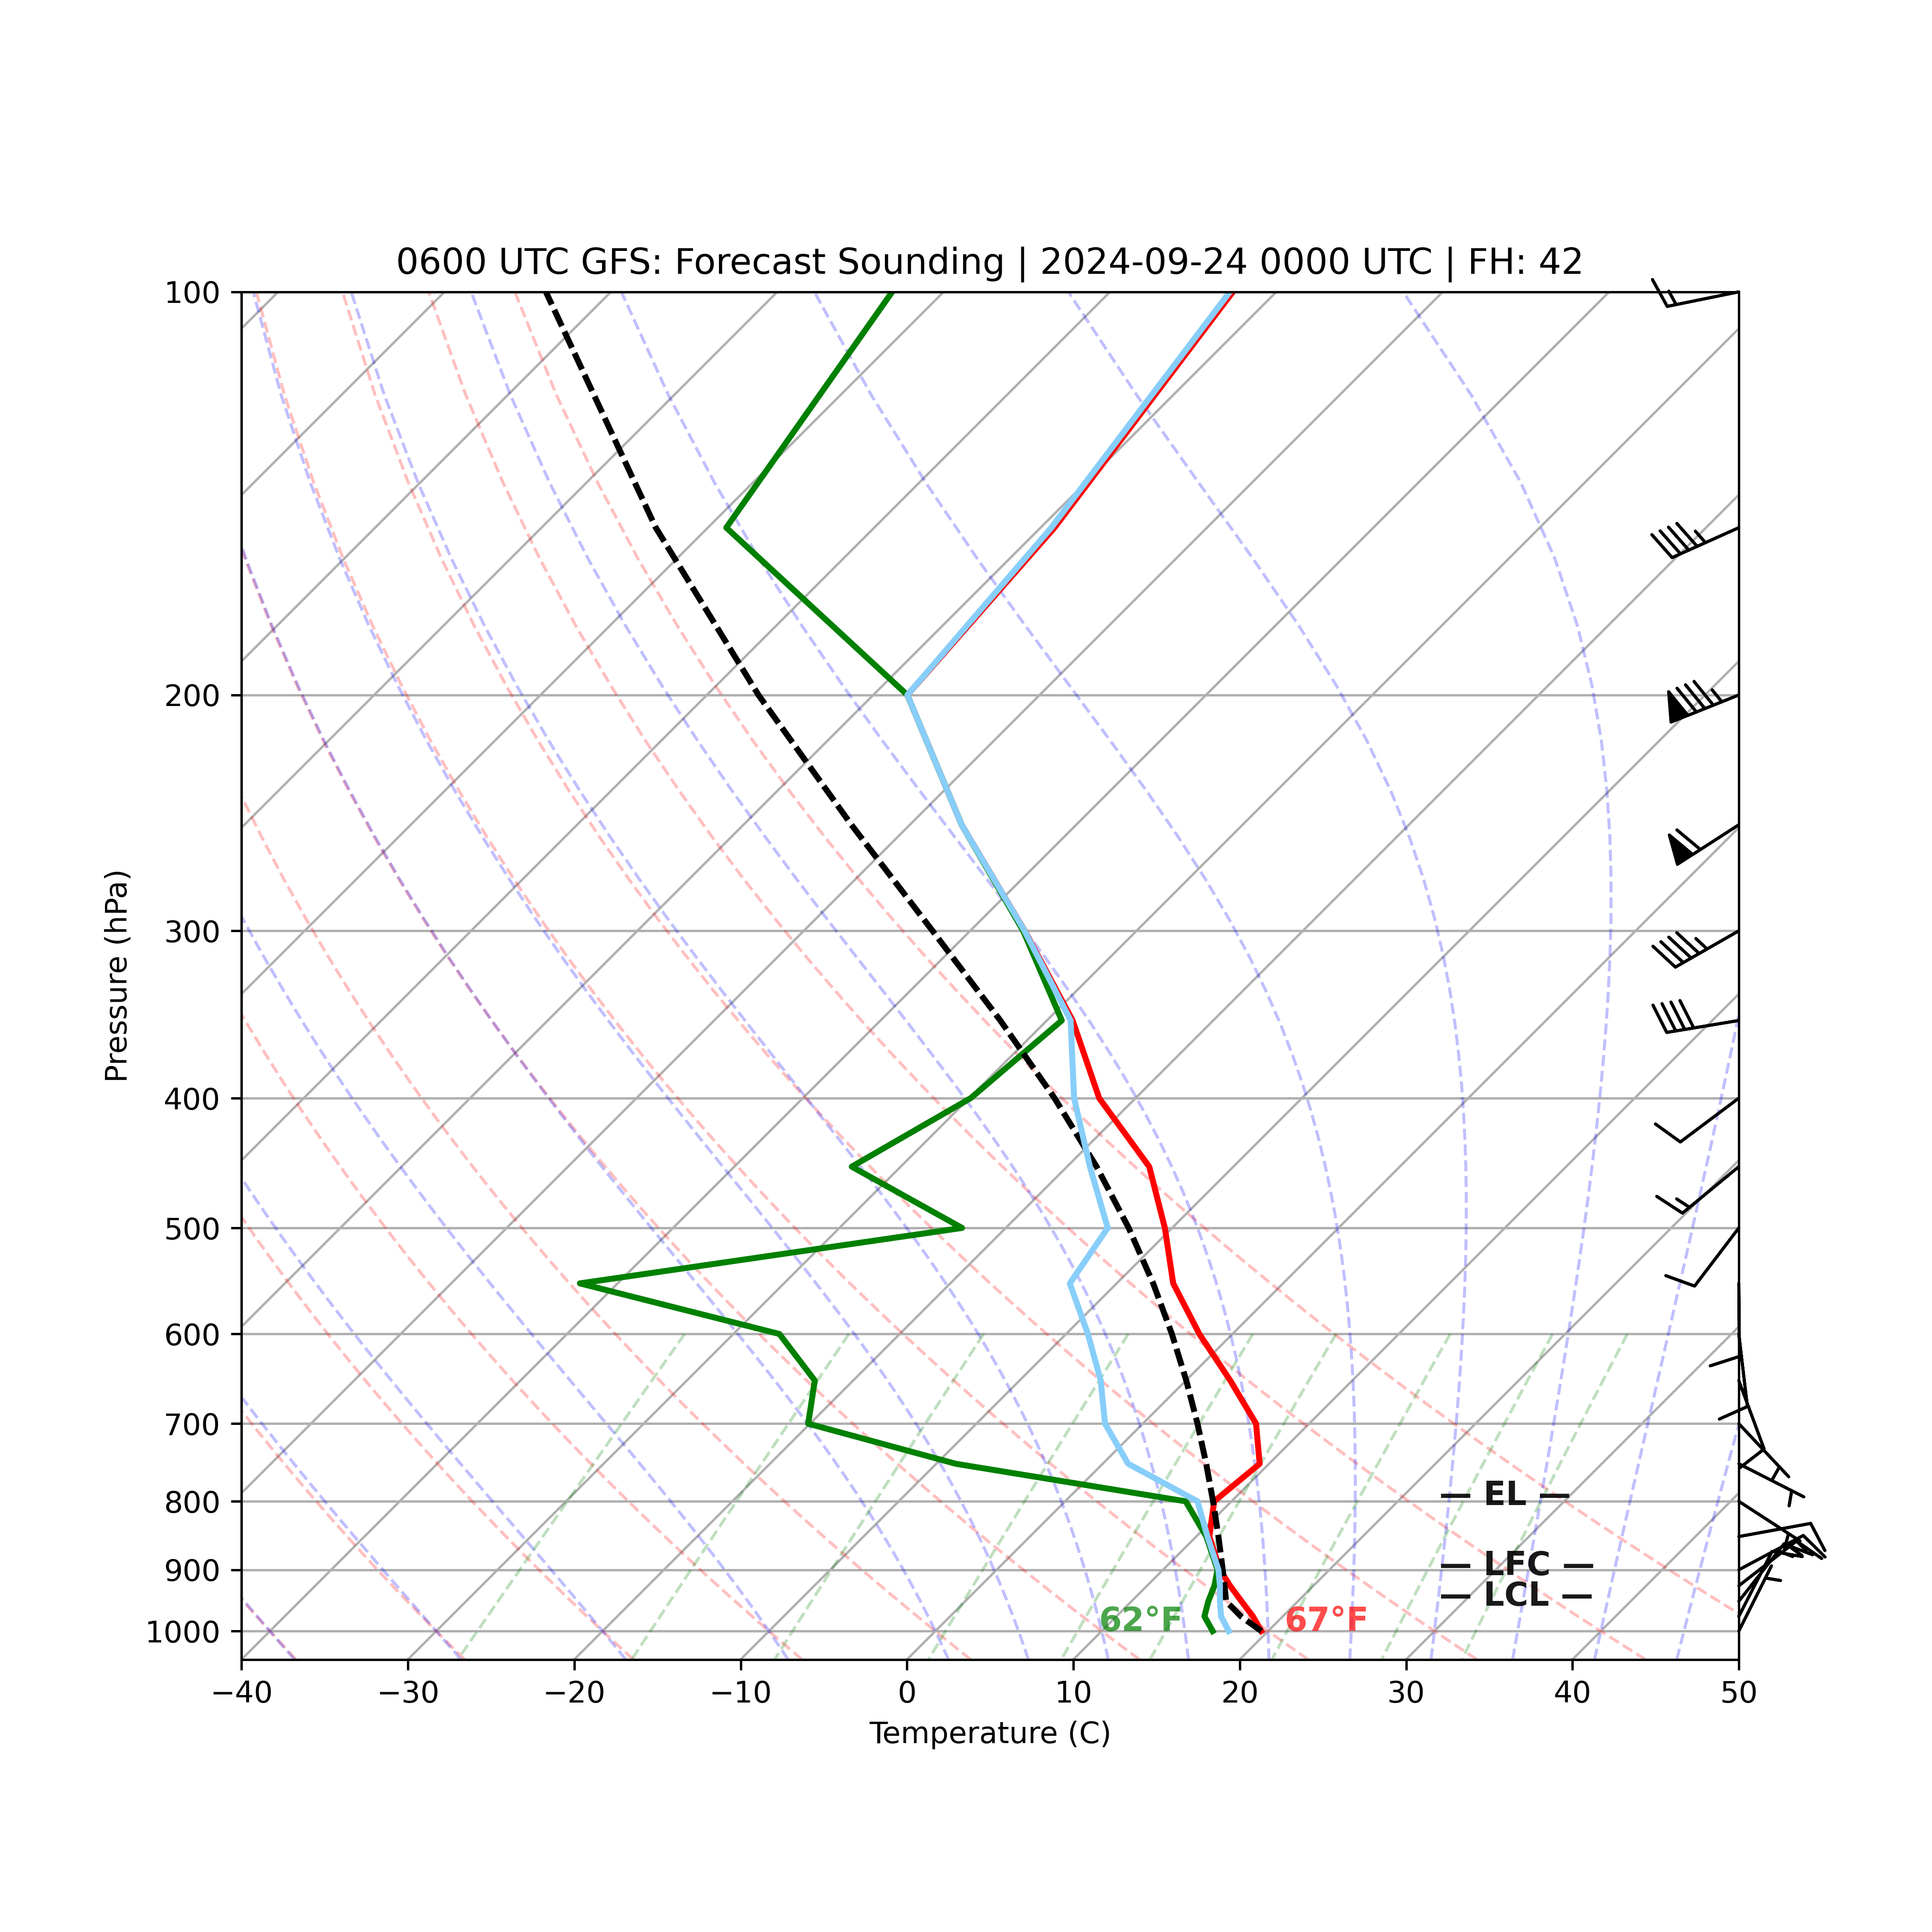 0600 UTC GFS: Forecast Sounding | 2024-09-24 0000 UTC | FH: 42
100
200
300
400
500
600
700
800
900
1000
Pressure (hPa)
— EL —
— LFC —
— LCL —
62°F 67°F
−40 −30 −20 −10 0 10 20 30 40 50
Temperature (C)